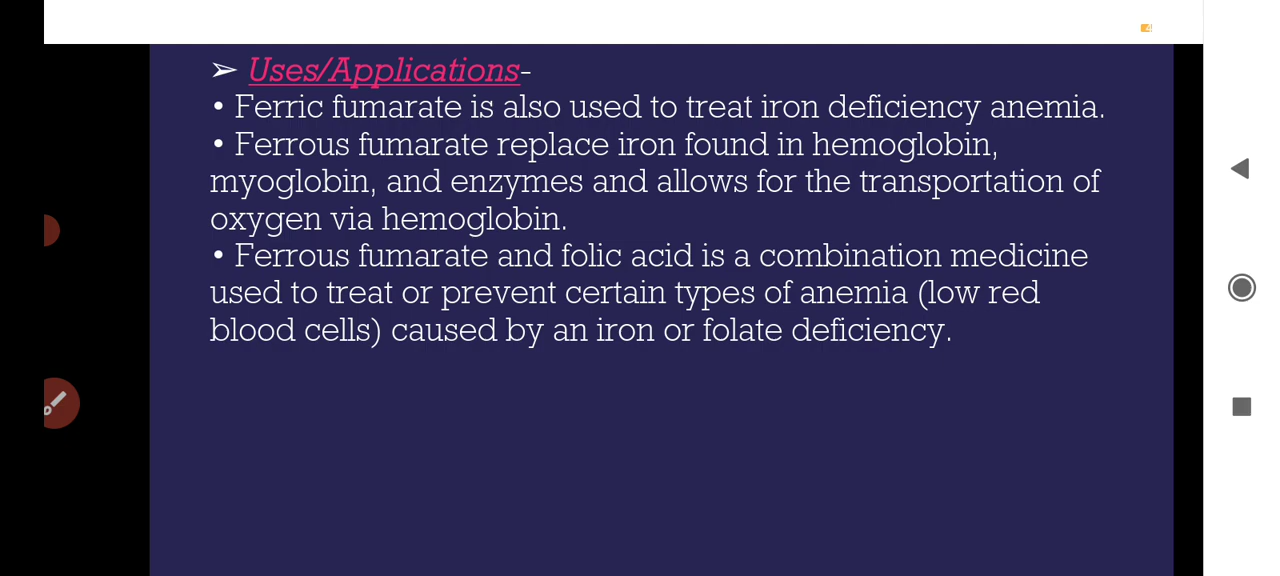 ➢ Uses/Applications-
• Ferric fumarate is also used to treat iron deficiency anemia.
• Ferrous fumarate replace iron found in hemoglobin,
myoglobin, and enzymes and allows for the transportation of
oxygen via hemoglobin.
• Ferrous fumarate and folic acid is a combination medicine
used to treat or prevent certain types of anemia (low red
blood cells) caused by an iron or folate deficiency.